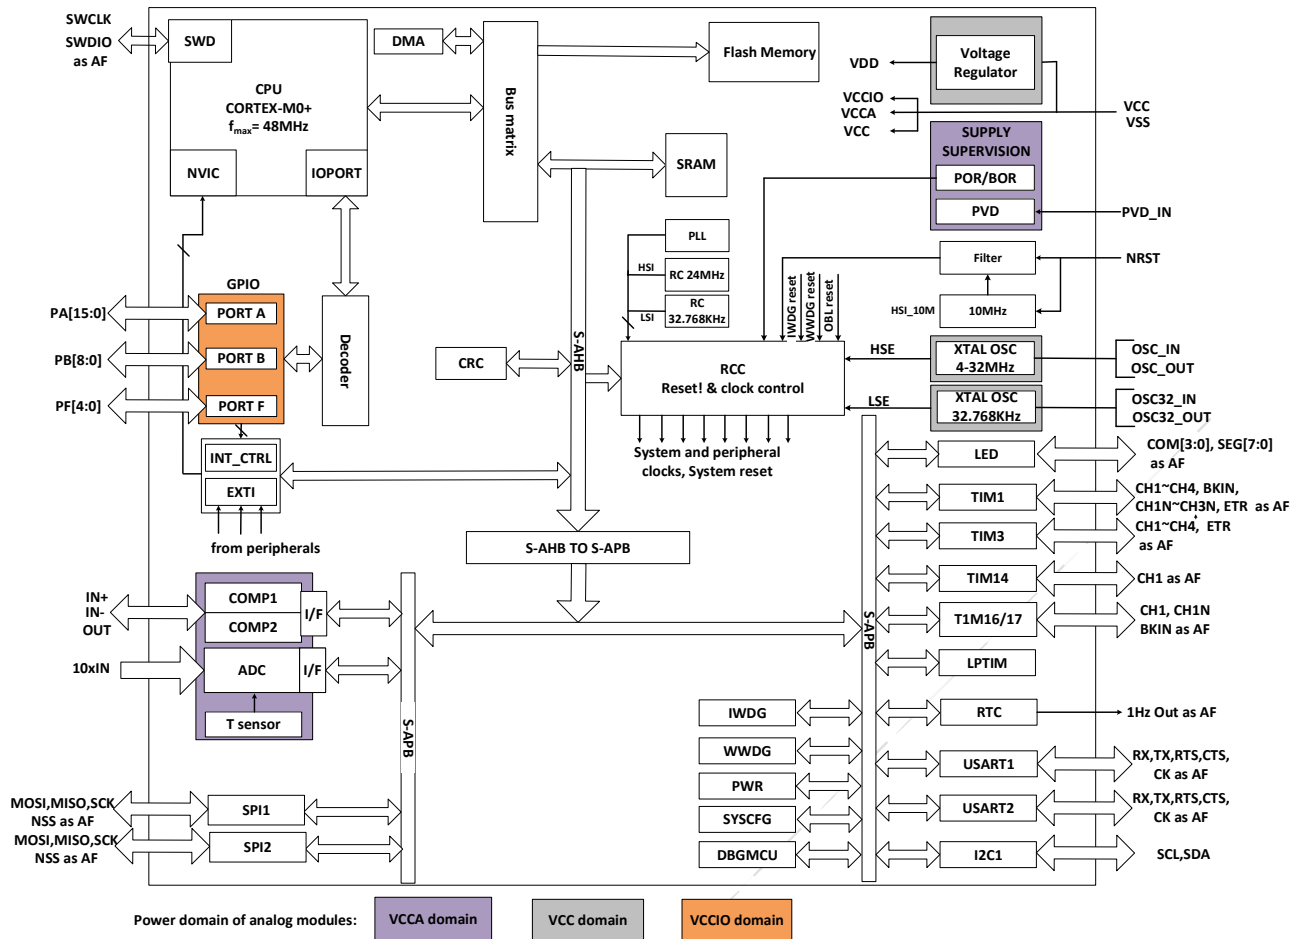 SWCLK
SWDIO
as AF
SWD
CPU
CORTEX-M0+
fmax= 48MHz
NVIC
IOPORT
DMA
Bus matrix
Flash Memory
SRAM
Voltage
Regulator
VDD
VCCIO
VCCA
VCC
VCC
VSS
SUPPLY
SUPERVISION
POR/BOR
PVD
PVD_IN
PLL
HSI
RC 24MHz
LSI
RC
32.768KHz
Filter
NRST
HSI_10M
10MHz
IWDG reset
WWDG reset
OBL reset
GPIO
PA[15:0]
PORT A
PB[8:0]
PORT B
PF[4:0]
PORT F
Decoder
S-AHB
CRC
RCC
Reset! & clock control
HSE
XTAL OSC
4-32MHz
OSC_IN
OSC_OUT
LSE
XTAL OSC
32.768KHz
OSC32_IN
OSC32_OUT
System and peripheral
clocks, System reset
INT_CTRL
EXTI
from peripherals
S-AHB TO S-APB
LED
COM[3:0], SEG[7:0]
as AF
TIM1
CH1~CH4, BKIN,
CH1N~CH3N, ETR as AF
TIM3
CH1~CH4, ETR
as AF
TIM14
CH1 as AF
T1M16/17
CH1, CH1N
BKIN as AF
LPTIM
S-APB
IN+
IN-
OUT
COMP1
COMP2
I/F
10xIN
ADC
I/F
T sensor
S-APB
IWDG
RTC
1Hz Out as AF
WWDG
USART1
RX,TX,RTS,CTS,
CK as AF
PWR
SYSCFG
USART2
RX,TX,RTS,CTS,
CK as AF
DBGMCU
I2C1
SCL,SDA
MOSI,MISO,SCK
NSS as AF
SPI1
MOSI,MISO,SCK
NSS as AF
SPI2
Power domain of analog modules:
VCCA domain
VCC domain
VCCIO domain